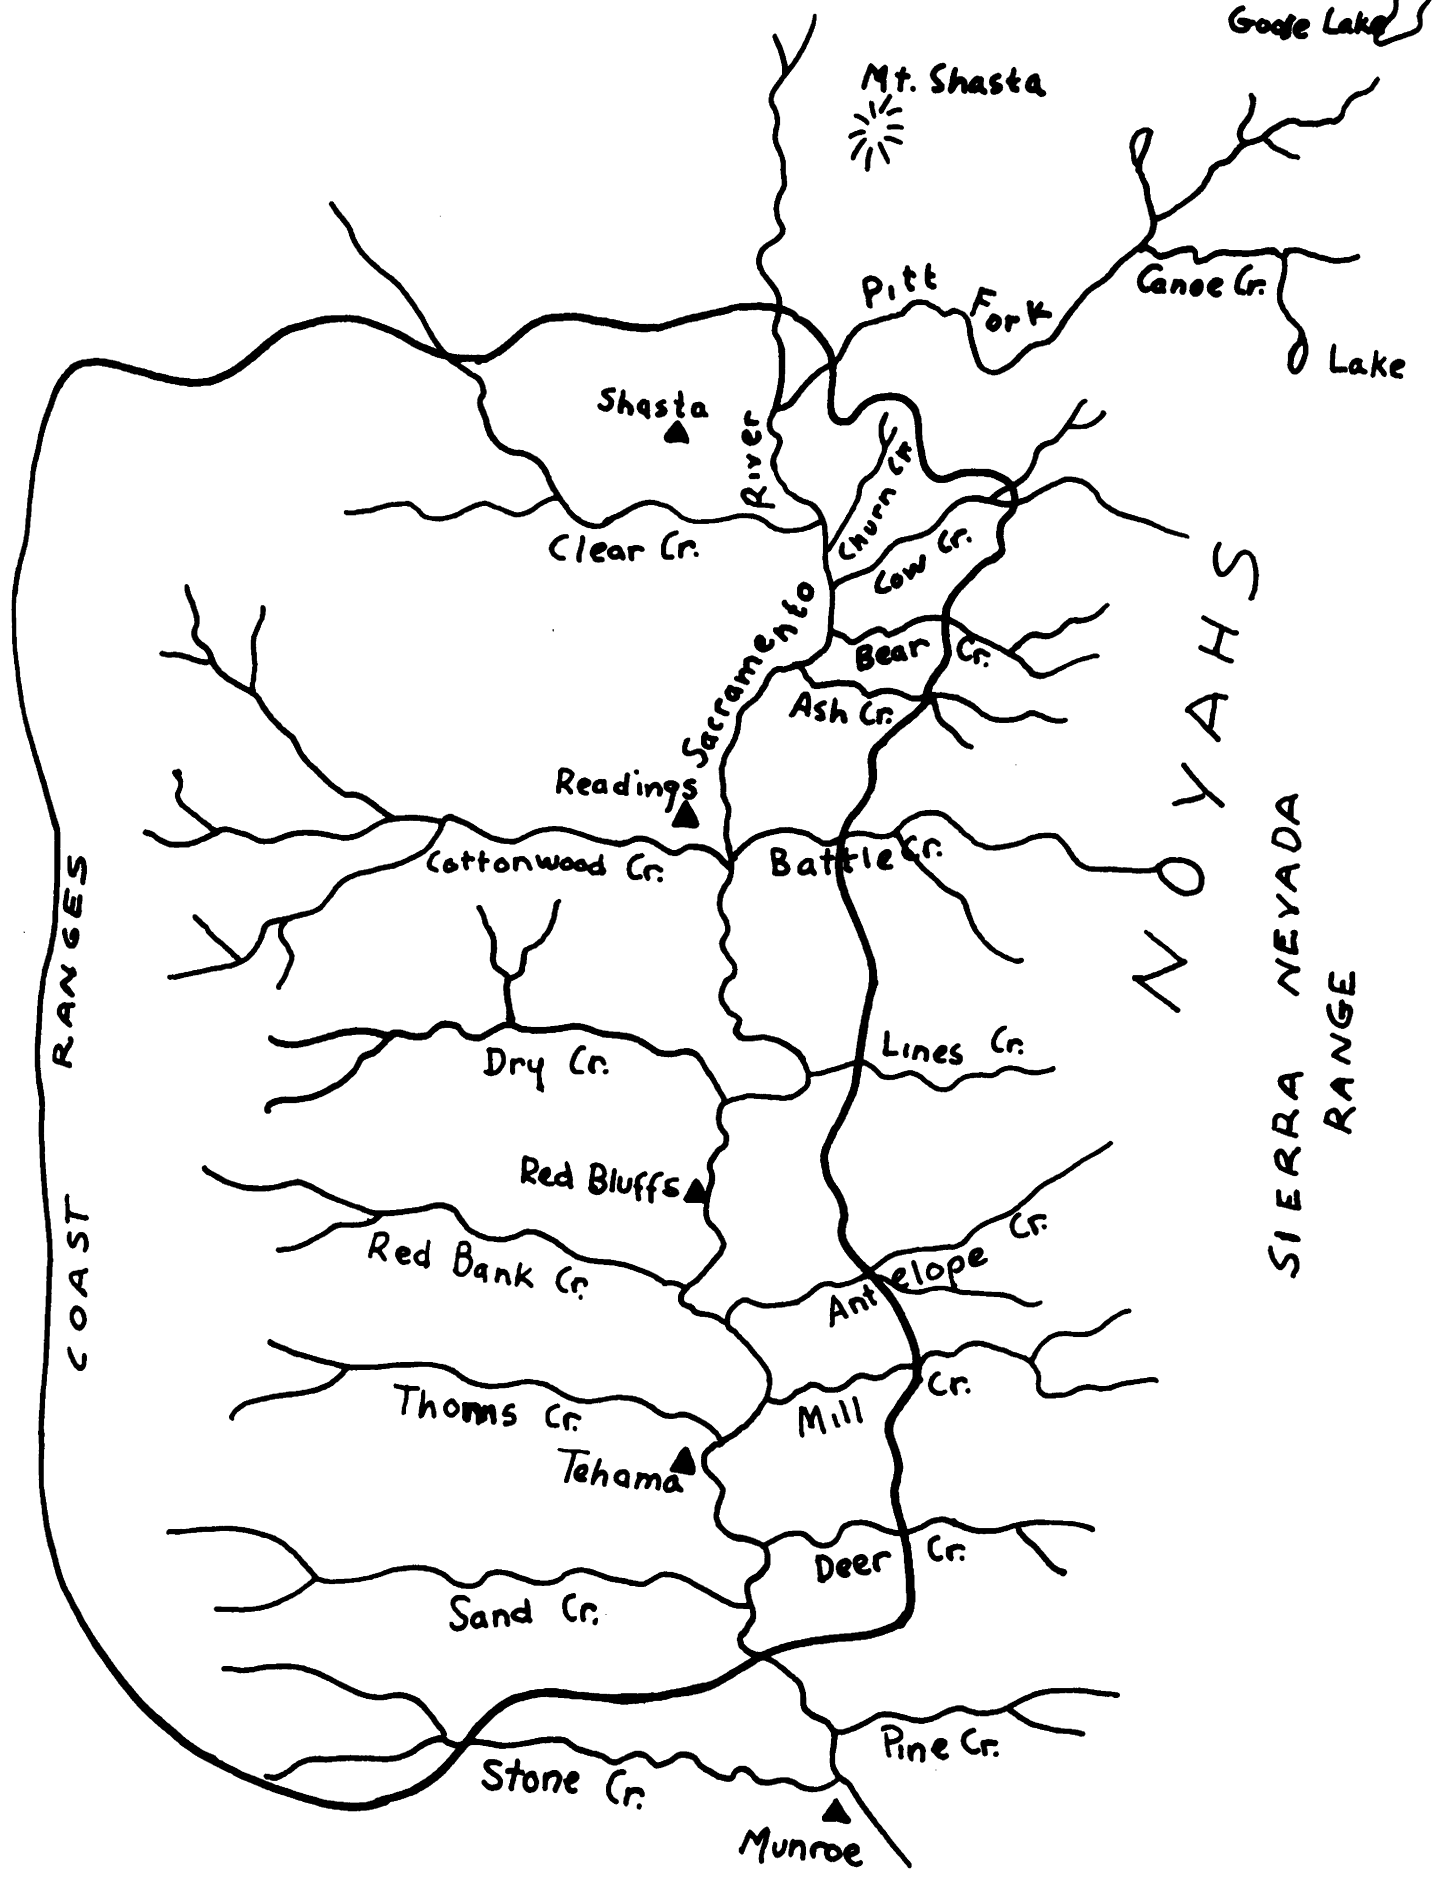 Goose Lake
Mt. Shasta
Pitt Fork
Canoe Cr.
Lake
Shasta
River
Churn Cr
Clear Cr.
Cow Cr.
Sacramento
Bear Cr.
Ash Cr.
NOYAHS
Readings
Cottonwood Cr.
Battle Cr.
SIERRA NEVADA
RANGE
COAST RANGES
Dry Cr.
Lines Cr.
Red Bluffs
Red Bank Cr.
Antelope Cr.
Thoms Cr.
Mill Cr.
Tehama
Deer Cr.
Sand Cr.
Stone Cr.
Pine Cr.
Munroe